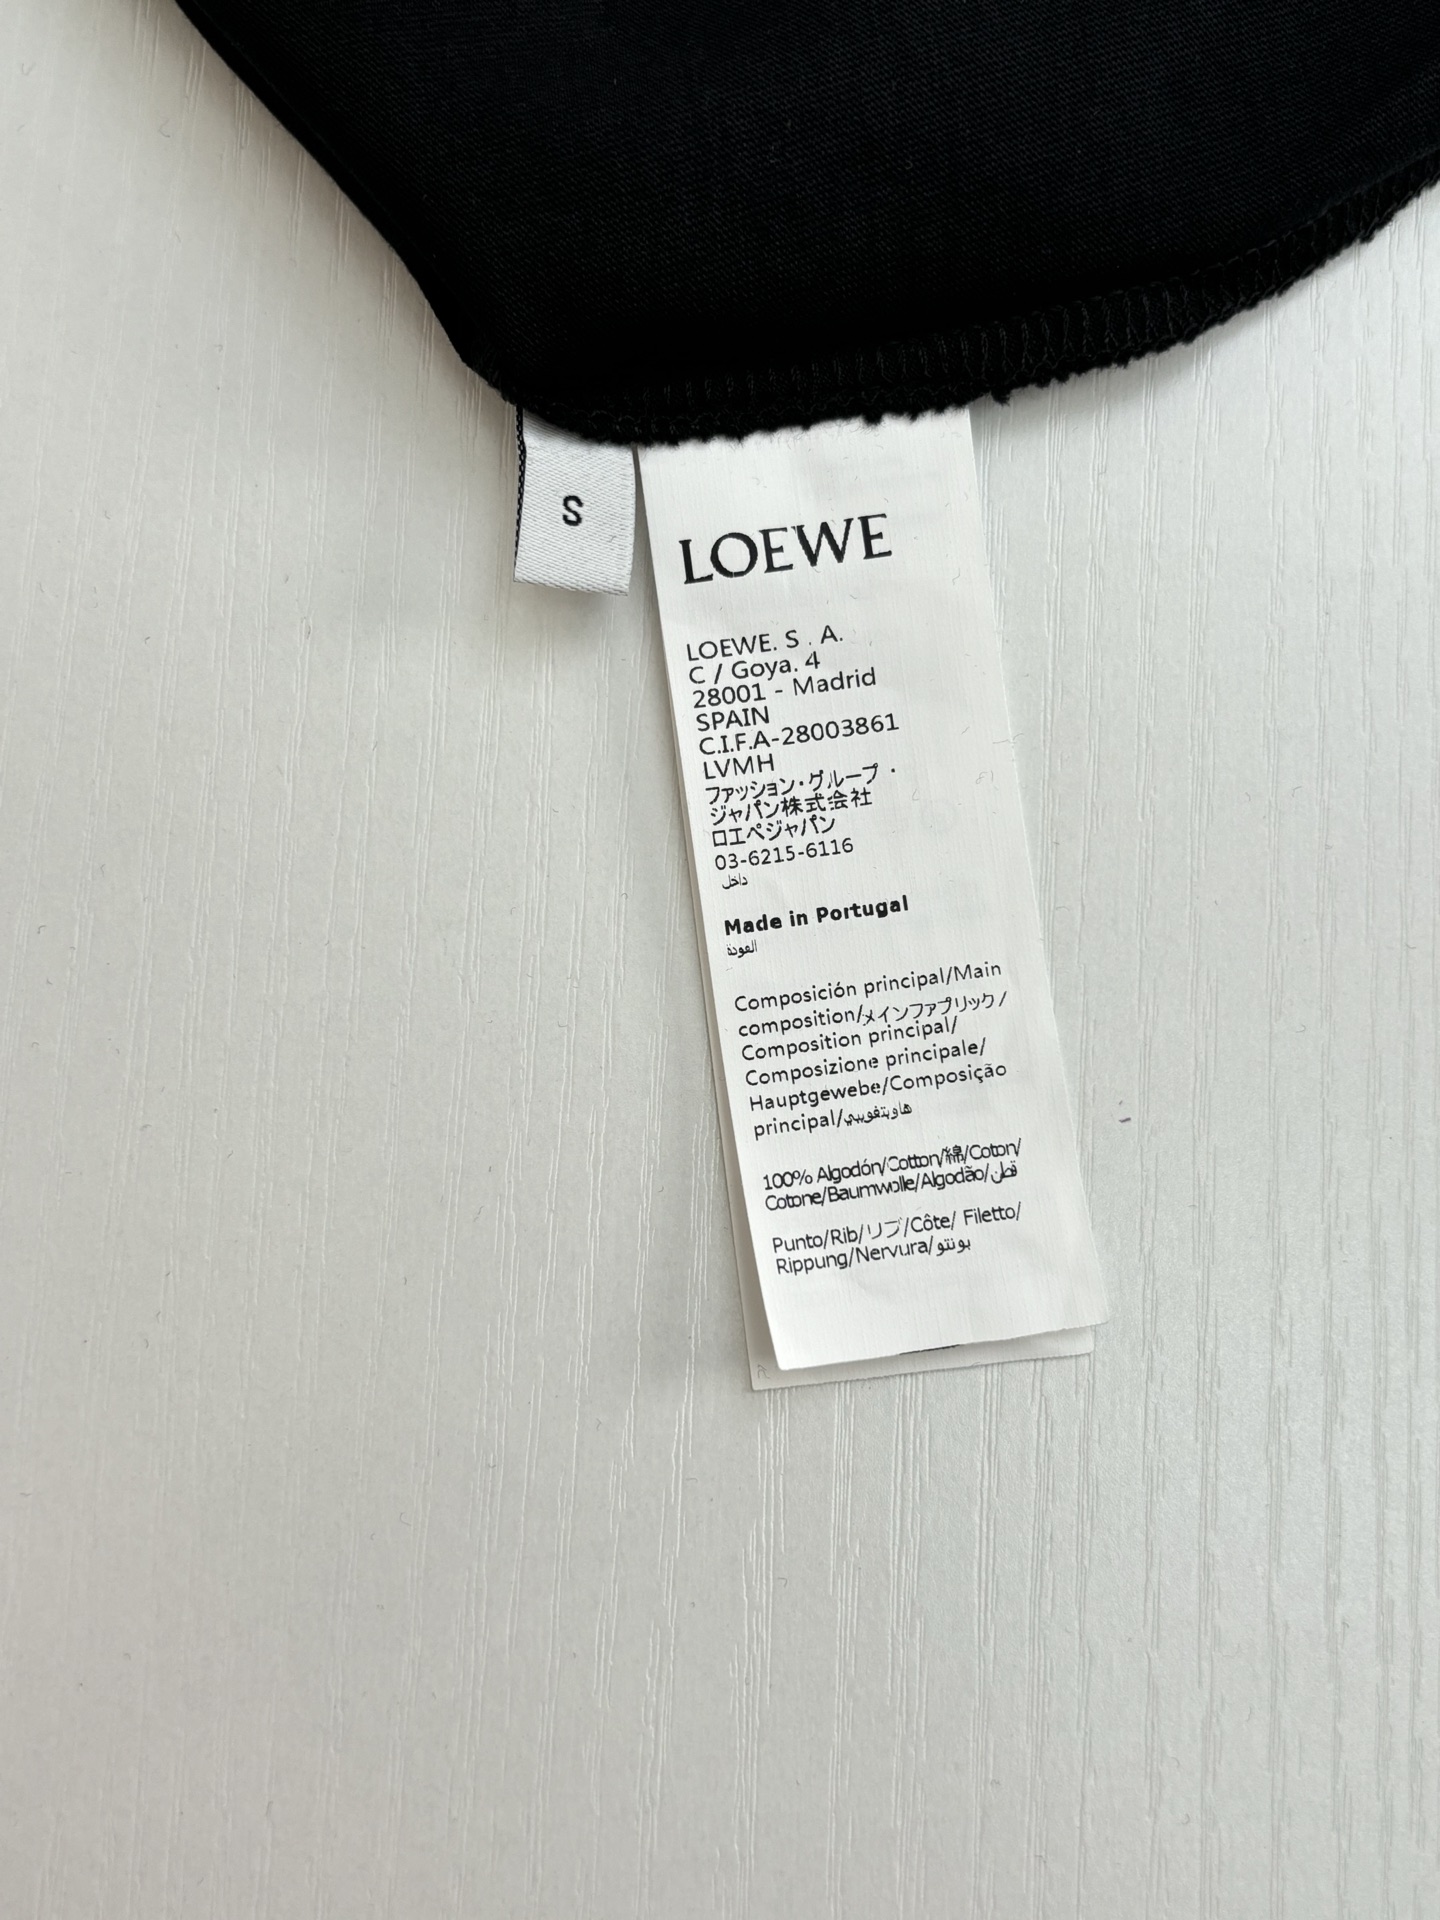 S
LOEWE
LOEWE. S . A.
C / Goya. 4
28001 - Madrid
SPAIN
C.I.F.A-28003861
LVMH
ファッション・グループ・
ジャパン株式会社
ロエベジャパン
03-6215-6116
داخل
Made in Portugal
العودة
Composición principal/Main
composition/メインファブリック/
Composition principal/
Composizione principale/
Hauptgewebe/Composição
principal/
100% Algodón/Cotton/綿/Coton/
Cotone/Baumwolle/Algodão/قطن
Punto/Rib/リブ/Côte/ Filetto/
Rippung/Nervura/بونتو